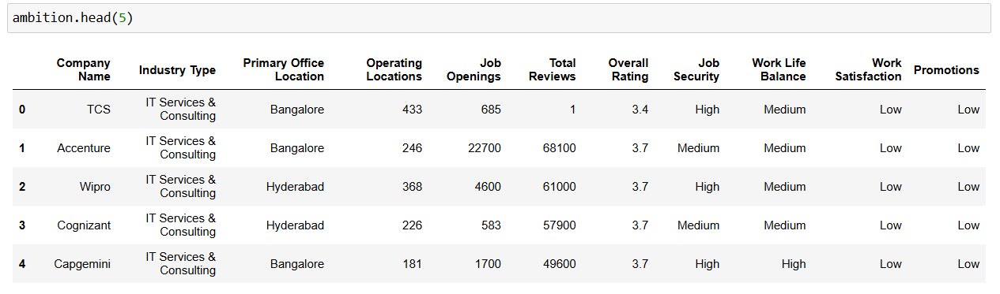 ambition.head(5)
Company Name Industry Type Primary Office Location Operating Locations Job Openings Total Reviews Overall Rating Job Security Work Life Balance Work Satisfaction Promotions
0 TCS IT Services & Consulting Bangalore 433 685 1 3.4 High Medium Low Low
1 Accenture IT Services & Consulting Bangalore 246 22700 68100 3.7 Medium Medium Low Low
2 Wipro IT Services & Consulting Hyderabad 368 4600 61000 3.7 High Medium Low Low
3 Cognizant IT Services & Consulting Hyderabad 226 583 57900 3.7 Medium Medium Low Low
4 Capgemini IT Services & Consulting Bangalore 181 1700 49600 3.7 High High Low Low